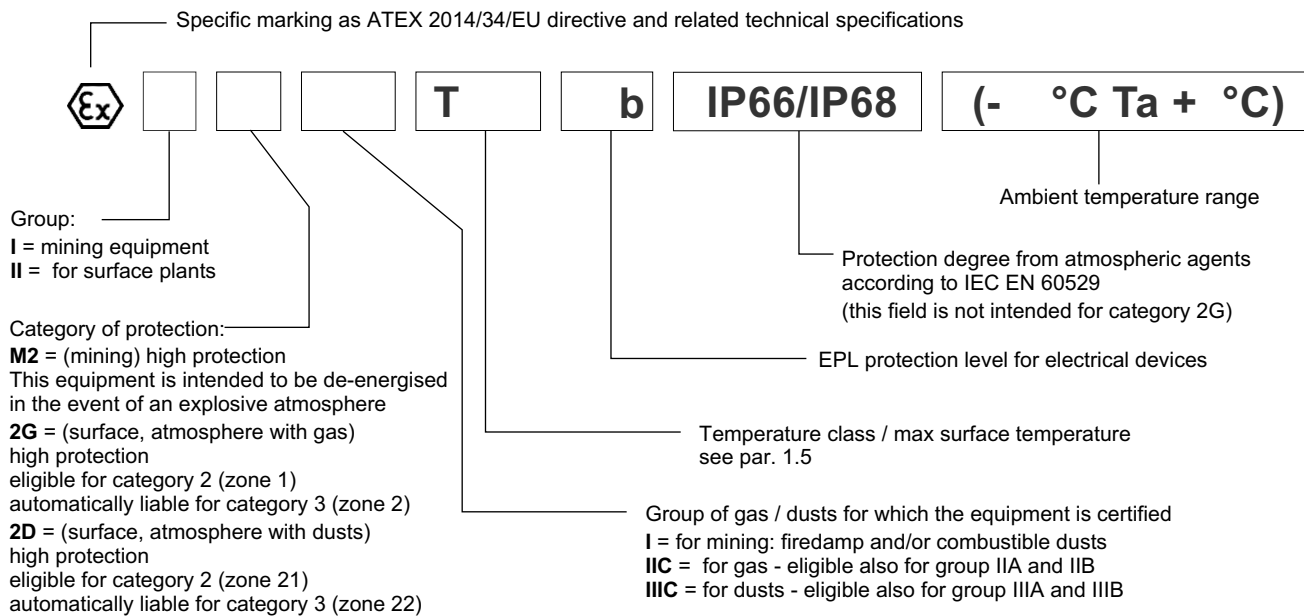 Specific marking as ATEX 2014/34/EU directive and related technical specifications
Ex T b IP66/IP68 (- °C Ta + °C)
Group:
I = mining equipment
II = for surface plants
Category of protection:
M2 = (mining) high protection
This equipment is intended to be de-energised
in the event of an explosive atmosphere
2G = (surface, atmosphere with gas)
high protection
eligible for category 2 (zone 1)
automatically liable for category 3 (zone 2)
2D = (surface, atmosphere with dusts)
high protection
eligible for category 2 (zone 21)
automatically liable for category 3 (zone 22)
Ambient temperature range
Protection degree from atmospheric agents
according to IEC EN 60529
(this field is not intended for category 2G)
EPL protection level for electrical devices
Temperature class / max surface temperature
see par. 1.5
Group of gas / dusts for which the equipment is certified
I = for mining: firedamp and/or combustible dusts
IIC = for gas - eligible also for group IIA and IIB
IIIC = for dusts - eligible also for group IIIA and IIIB